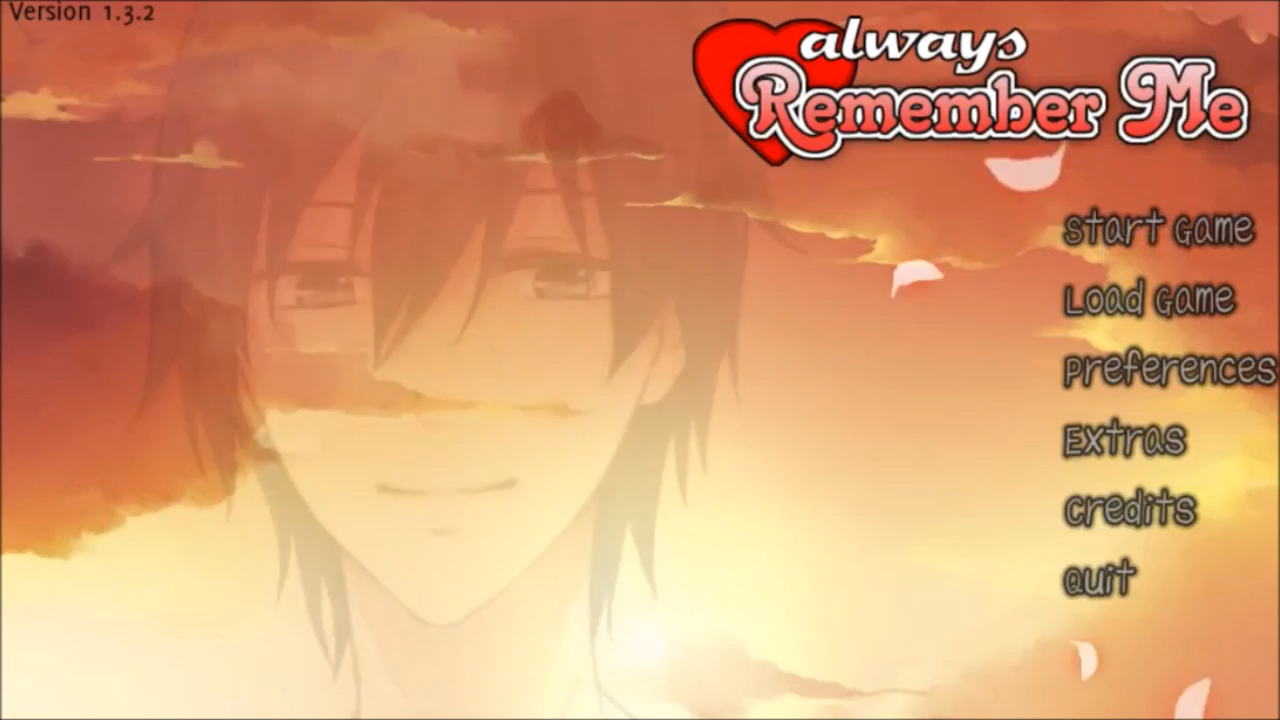 Version 1.3.2
always
Remember Me
Start Game
Load Game
Preferences
Extras
Credits
Quit